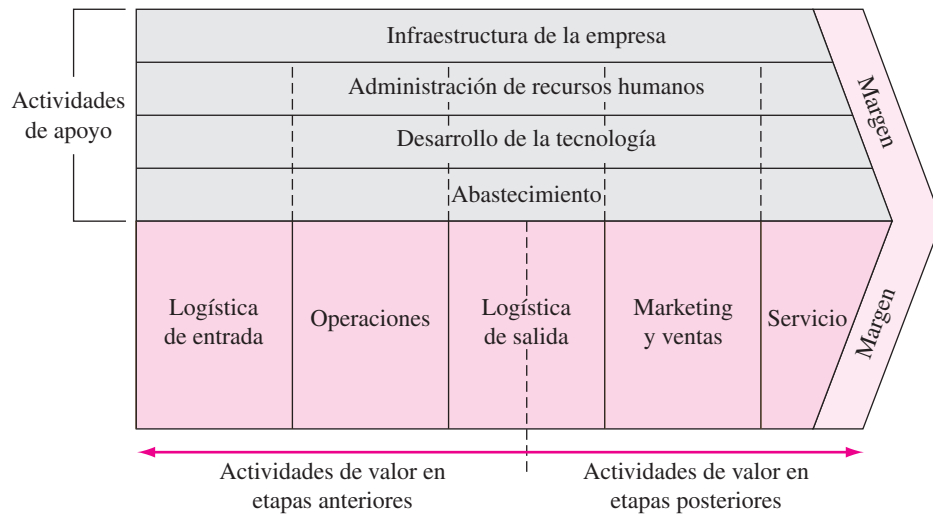 Infraestructura de la empresa
Administración de recursos humanos
Actividades
de apoyo
Desarrollo de la tecnología
Abastecimiento
Margen
Logística
de entrada
Operaciones
Logística
de salida
Marketing
y ventas
Servicio
Margen
Actividades de valor en
etapas anteriores
Actividades de valor en
etapas posteriores